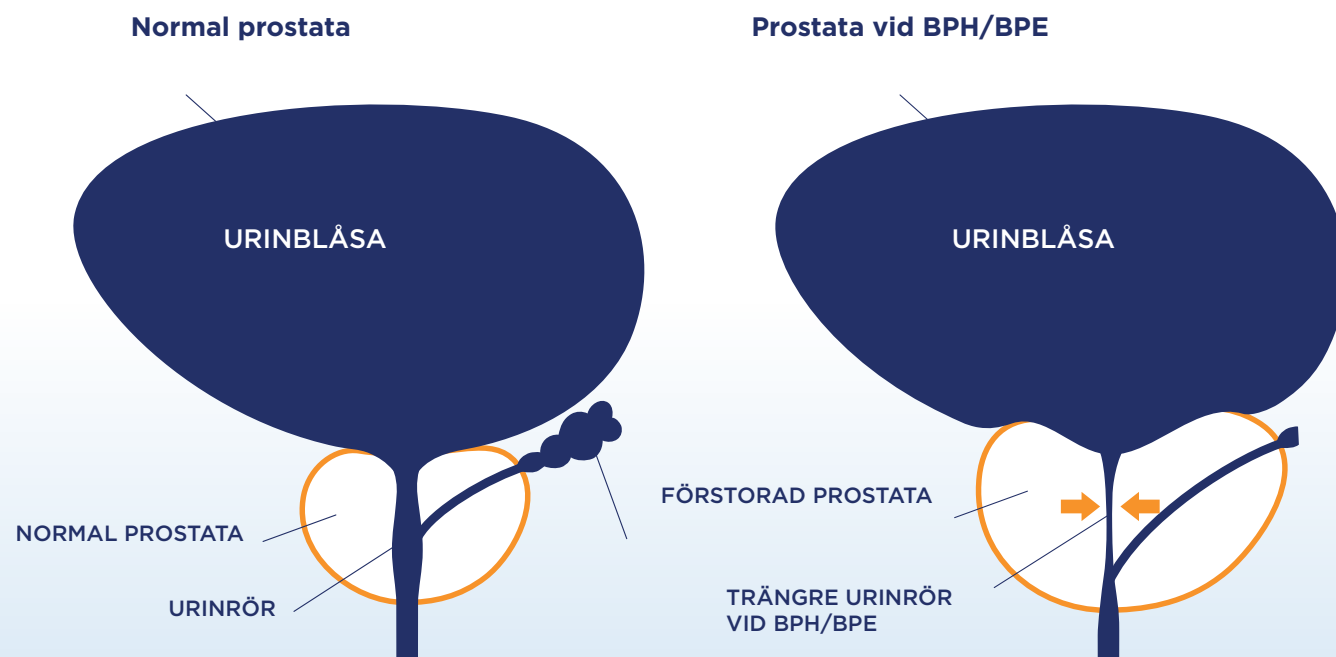 Normal prostata
URINBLÅSA
NORMAL PROSTATA
URINRÖR
Prostata vid BPH/BPE
URINBLÅSA
FÖRSTORAD PROSTATA
TRÄNGRE URINRÖR
VID BPH/BPE